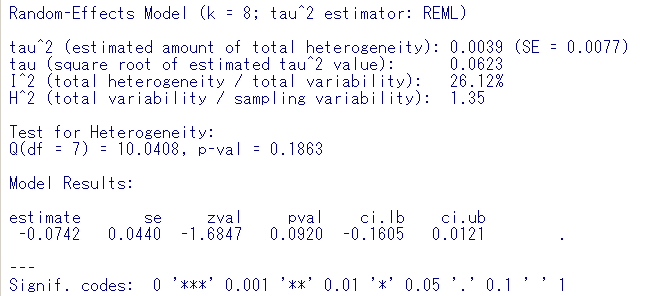 Random-Effects Model (k = 8; tau^2 estimator: REML)
tau^2 (estimated amount of total heterogeneity): 0.0039 (SE = 0.0077)
tau (square root of estimated tau^2 value):      0.0623
I^2 (total heterogeneity / total variability):   26.12%
H^2 (total variability / sampling variability):  1.35
Test for Heterogeneity:
Q(df = 7) = 10.0408, p-val = 0.1863
Model Results:
estimate       se     zval     pval    ci.lb    ci.ub
 -0.0742   0.0440  -1.6847   0.0920  -0.1605   0.0121        .
---
Signif. codes:  0 '***' 0.001 '**' 0.01 '*' 0.05 '.' 0.1 ' ' 1